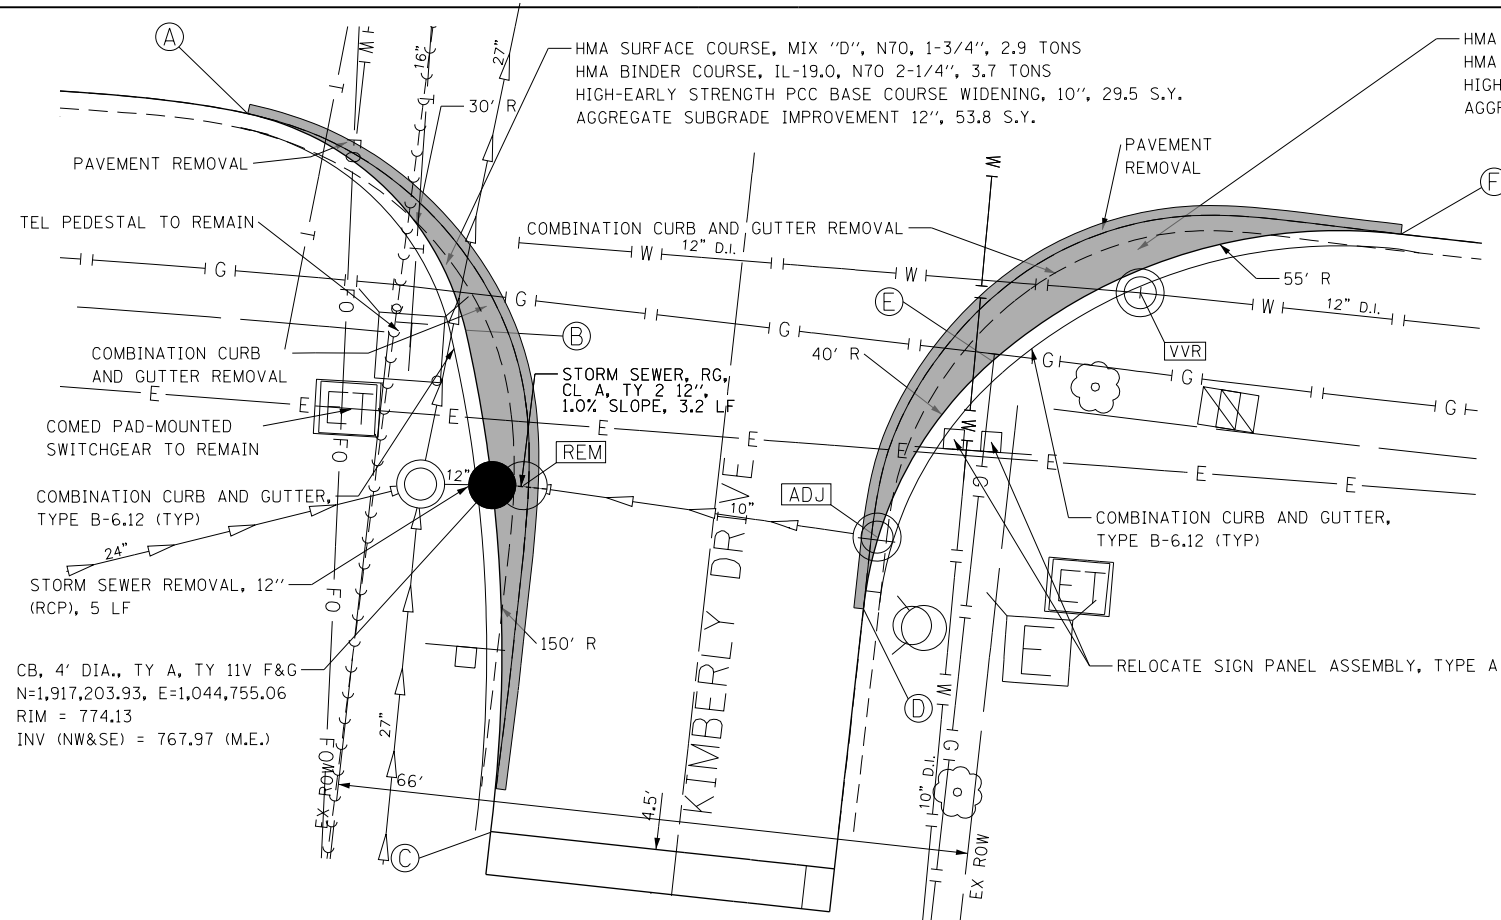 A
HW
T
16"
27"
HMA SURFACE COURSE, MIX "D", N70, 1-3/4", 2.9 TONS
HMA BINDER COURSE, IL-19.0, N70 2-1/4", 3.7 TONS
HIGH-EARLY STRENGTH PCC BASE COURSE WIDENING, 10", 29.5 S.Y.
AGGREGATE SUBGRADE IMPROVEMENT 12", 53.8 S.Y.
HMA
HMA
HIGH
AGGR
30' R
PAVEMENT REMOVAL
PAVEMENT
REMOVAL
W
F
TEL PEDESTAL TO REMAIN
T
COMBINATION CURB AND GUTTER REMOVAL
W
12" D.I.
W
G
G
G
FO
55' R
W
12" D.I.
E
B
COMBINATION CURB
AND GUTTER REMOVAL
40' R
VVR
G
G
G
STORM SEWER, RG,
CL A, TY 2 12",
1.0% SLOPE, 3.2 LF
E
E
ET
E
E
E
E
E
E
E
COMED PAD-MOUNTED
SWITCHGEAR TO REMAIN
FO
REM
W
G
12"
ADJ
10"
COMBINATION CURB AND GUTTER,
TYPE B-6.12 (TYP)
COMBINATION CURB AND GUTTER,
TYPE B-6.12 (TYP)
24"
STORM SEWER REMOVAL, 12"
(RCP), 5 LF
FO
FO
ET
E
KIMBERLY DRIVE
150' R
CB, 4' DIA., TY A, TY 11V F&G
N=1,917,203.93, E=1,044,755.06
RIM = 774.13
INV (NW&SE) = 767.97 (M.E.)
RELOCATE SIGN PANEL ASSEMBLY, TYPE A
W
D
G
27"
FO
EX ROW
66'
4.5'
10" D.I.
W
C
EX ROW